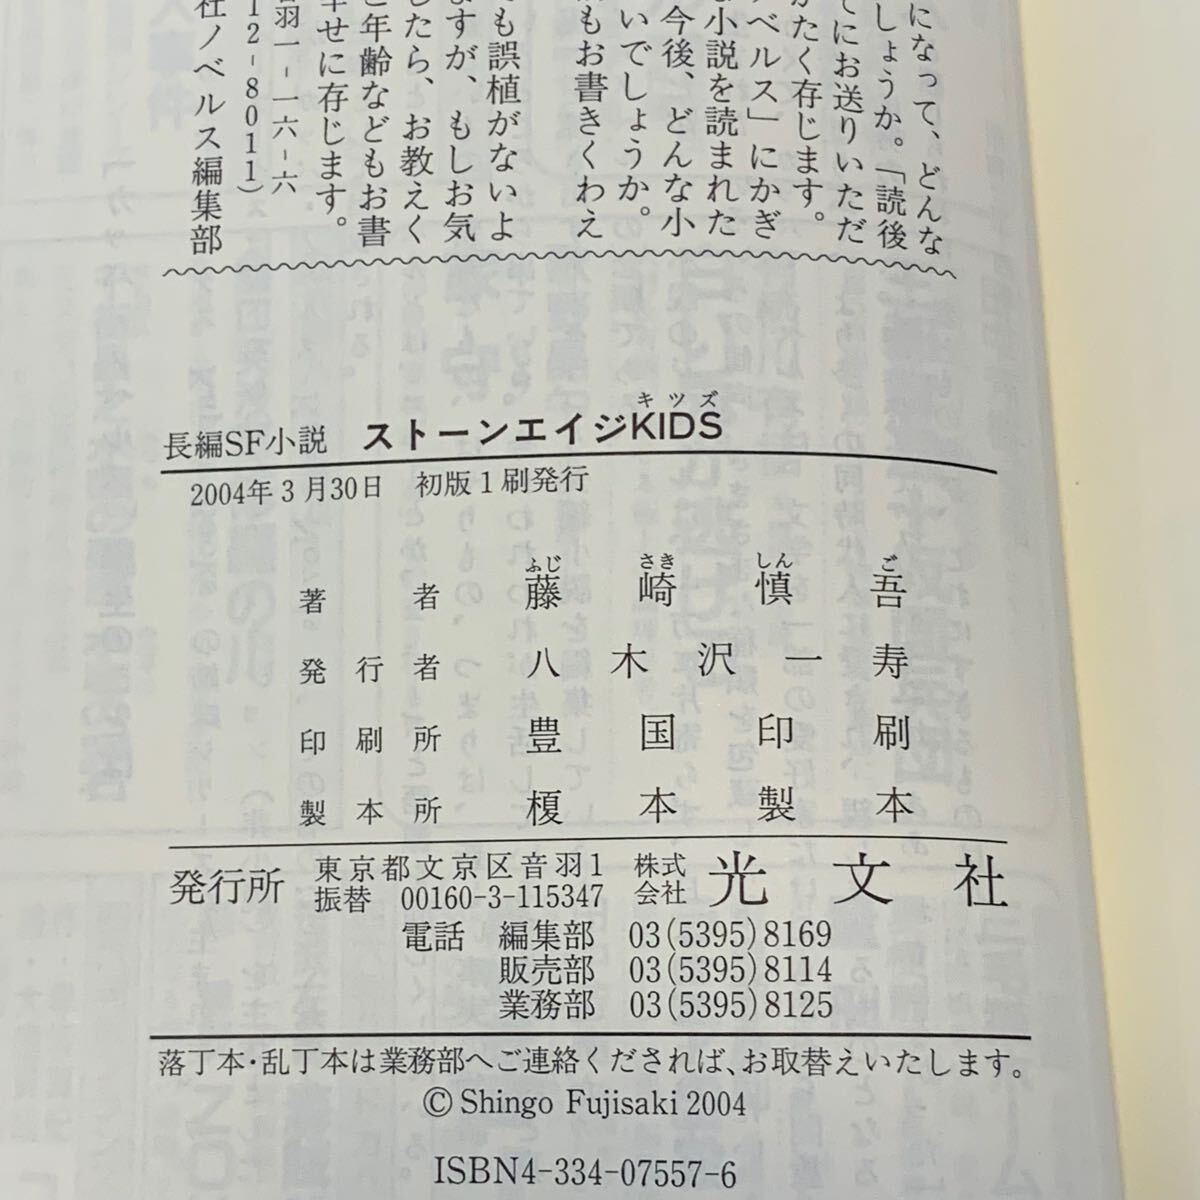 になって、どんな
しょうか。「読後
てにお送りいただ
がたく存じます。
ベルス」にかぎ
小説を読まれた
今後、どんな小
いでしょうか。
もお書きくわえ
も誤植がないよ
ますが、もしお気
したら、お教えく
年齢などもお書
幸せに存じます。
羽一-一六-六
12-8011)
社ノベルス編集部
長編SF小説 ストーンエイジKIDS
キッズ
2004年3月30日 初版1刷発行
著者 藤崎慎吾
ふじ さき しん ご
発行者 八木沢一寿
印刷所 豊国印刷
製本所 榎本製本
発行所 東京都文京区音羽1 株式会社 光文社
振替 00160-3-115347
電話 編集部 03(5395)8169
販売部 03(5395)8114
業務部 03(5395)8125
落丁本・乱丁本は業務部へご連絡くだされば、お取替えいたします。
© Shingo Fujisaki 2004
ISBN4-334-07557-6